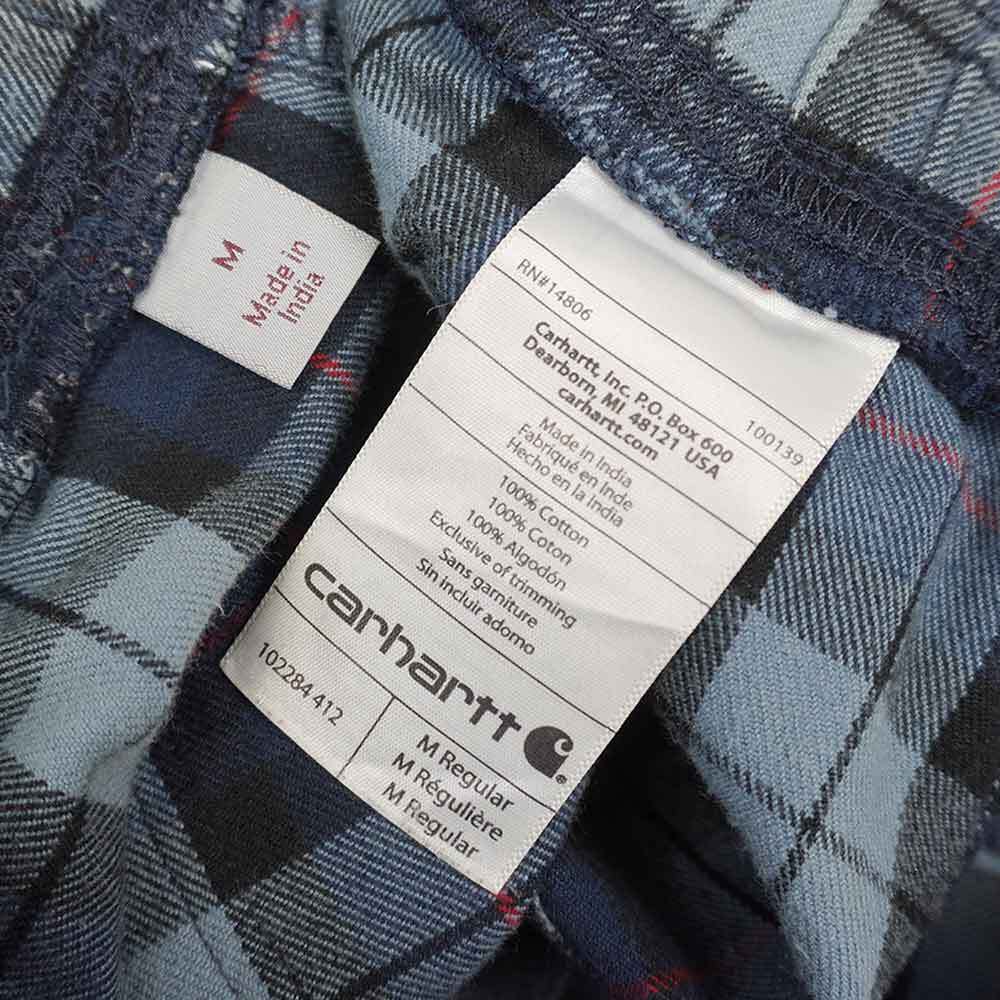 M
Made in
India
RN#14806
100139
Carhartt, Inc. P.O. Box 600
Dearborn, MI 48121 USA
carhartt.com
Made in India
Fabriqué en Inde
Hecho en la India
100% Cotton
100% Coton
100% Algodón
Exclusive of trimming
Sans garniture
Sin incluir adorno
carhartt
102284 412
M Regular
M Régulière
M Regular